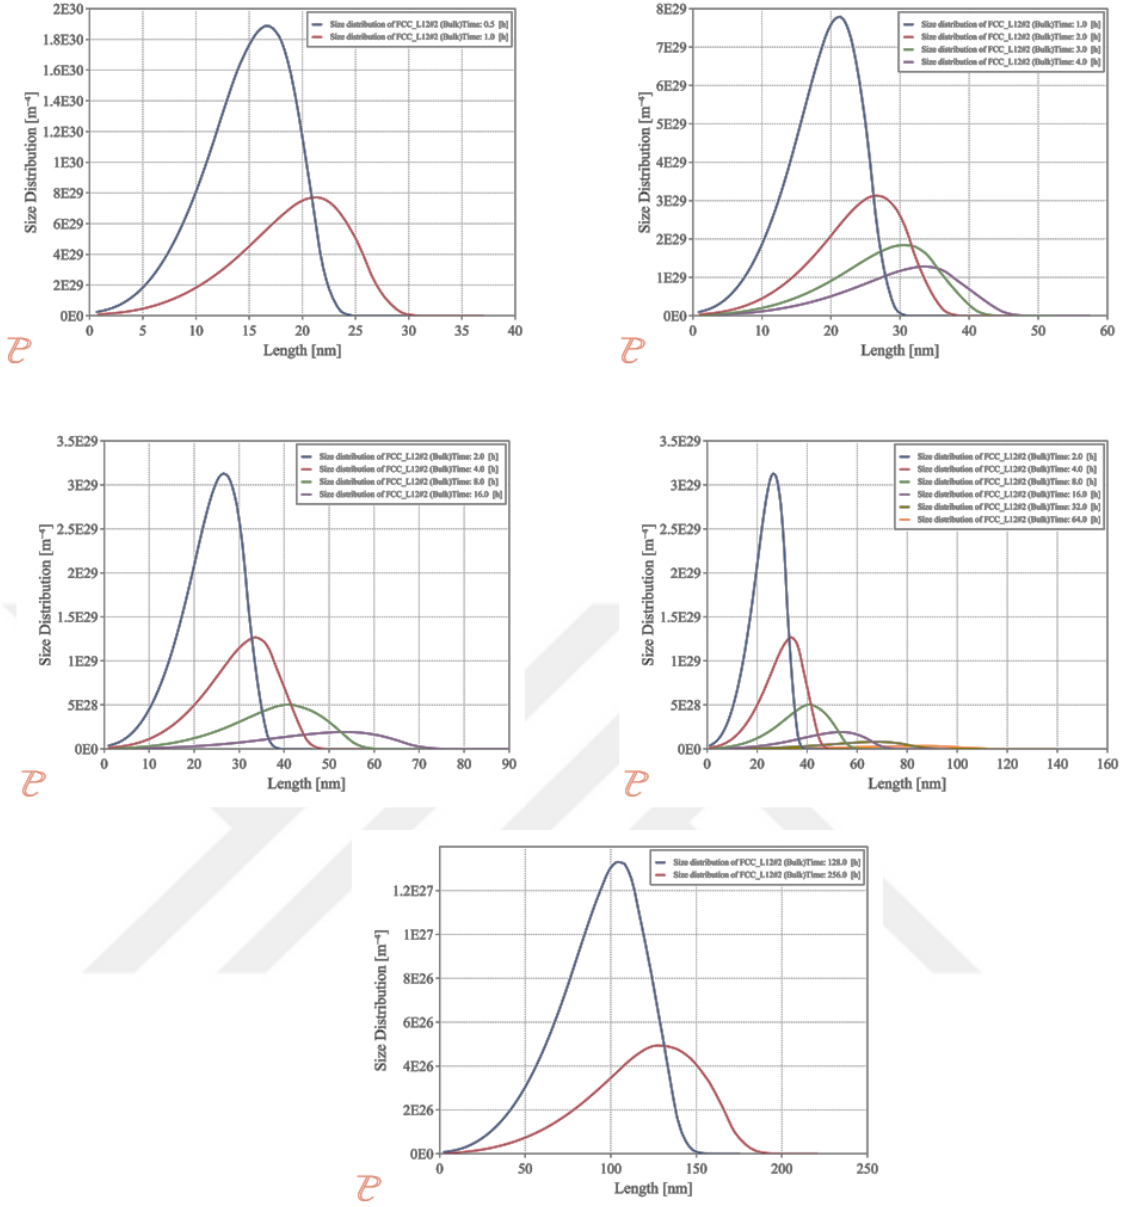 2E30
1.8E30
1.6E30
1.4E30
1.2E30
1E30
8E29
6E29
4E29
2E29
0E0
Size Distribution [m⁻⁴]
Size distribution of FCC_L12#2 (Bulk)Time: 0.5 [h]
Size distribution of FCC_L12#2 (Bulk)Time: 1.0 [h]
0 5 10 15 20 25 30 35 40
Length [nm]
8E29
7E29
6E29
5E29
4E29
3E29
2E29
1E29
0E0
Size Distribution [m⁻⁴]
Size distribution of FCC_L12#2 (Bulk)Time: 1.0 [h]
Size distribution of FCC_L12#2 (Bulk)Time: 2.0 [h]
Size distribution of FCC_L12#2 (Bulk)Time: 3.0 [h]
Size distribution of FCC_L12#2 (Bulk)Time: 4.0 [h]
0 10 20 30 40 50 60
Length [nm]
3.5E29
3E29
2.5E29
2E29
1.5E29
1E29
5E28
0E0
Size Distribution [m⁻⁴]
Size distribution of FCC_L12#2 (Bulk)Time: 2.0 [h]
Size distribution of FCC_L12#2 (Bulk)Time: 4.0 [h]
Size distribution of FCC_L12#2 (Bulk)Time: 8.0 [h]
Size distribution of FCC_L12#2 (Bulk)Time: 16.0 [h]
0 10 20 30 40 50 60 70 80 90
Length [nm]
3.5E29
3E29
2.5E29
2E29
1.5E29
1E29
5E28
0E0
Size Distribution [m⁻⁴]
Size distribution of FCC_L12#2 (Bulk)Time: 2.0 [h]
Size distribution of FCC_L12#2 (Bulk)Time: 4.0 [h]
Size distribution of FCC_L12#2 (Bulk)Time: 8.0 [h]
Size distribution of FCC_L12#2 (Bulk)Time: 16.0 [h]
Size distribution of FCC_L12#2 (Bulk)Time: 32.0 [h]
Size distribution of FCC_L12#2 (Bulk)Time: 64.0 [h]
0 20 40 60 80 100 120 140 160
Length [nm]
1.2E27
1E27
8E26
6E26
4E26
2E26
0E0
Size Distribution [m⁻⁴]
Size distribution of FCC_L12#2 (Bulk)Time: 128.0 [h]
Size distribution of FCC_L12#2 (Bulk)Time: 256.0 [h]
0 50 100 150 200 250
Length [nm]